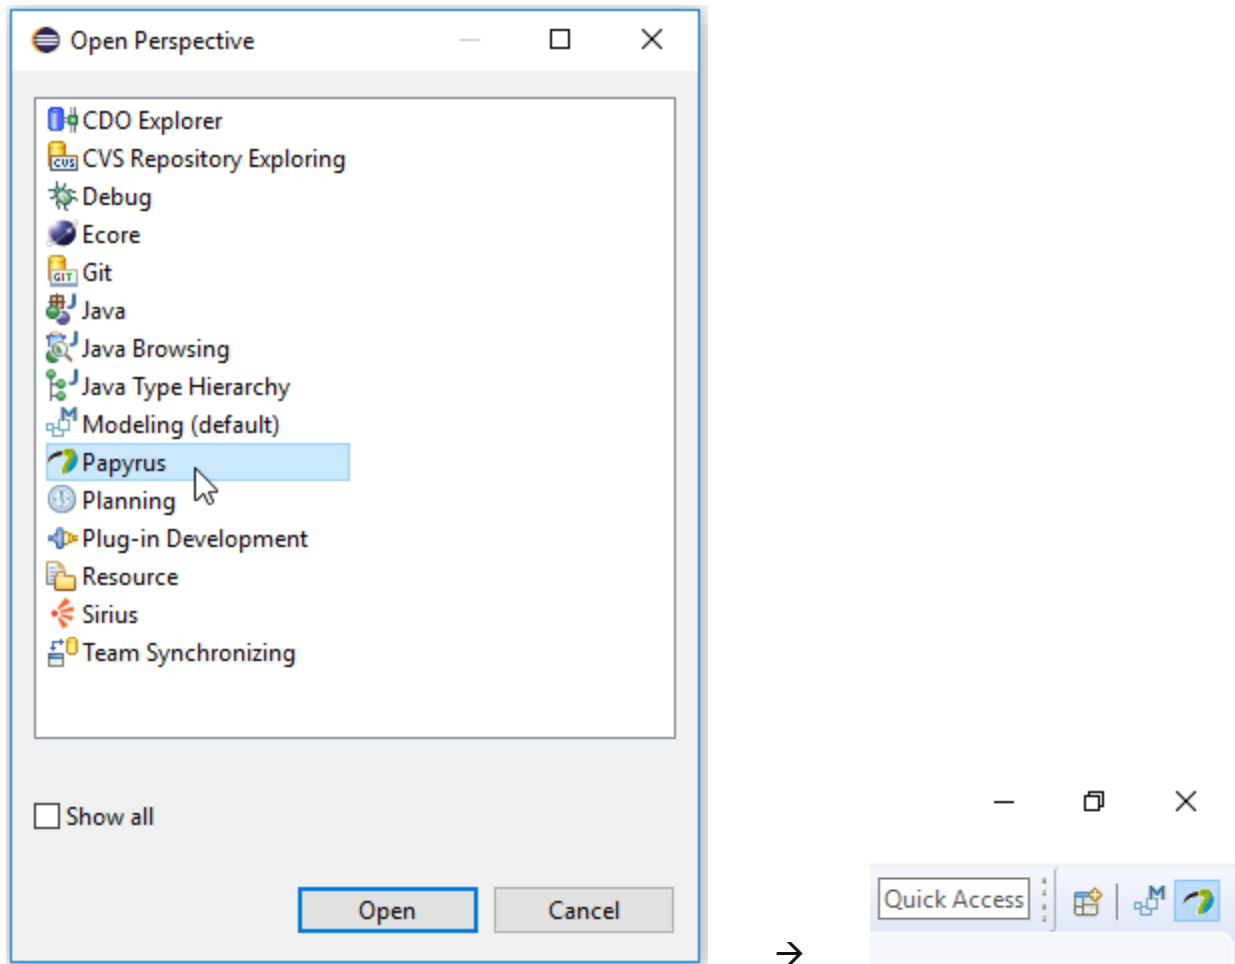 Open Perspective
CDO Explorer
CVS Repository Exploring
Debug
Ecore
Git
Java
Java Browsing
Java Type Hierarchy
Modeling (default)
Papyrus
Planning
Plug-in Development
Resource
Sirius
Team Synchronizing
Show all
Open Cancel
→
Quick Access